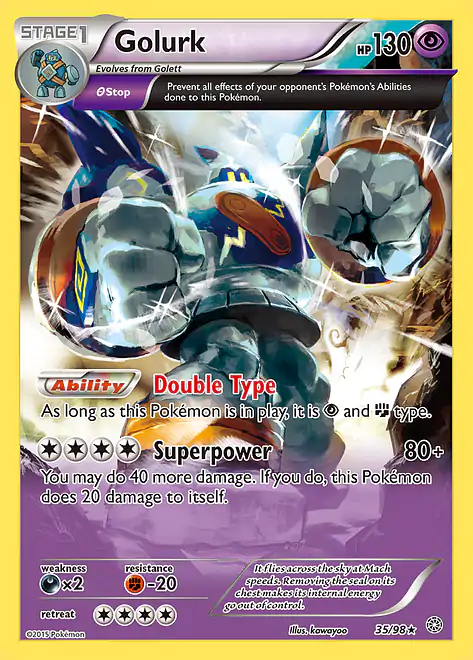 STAGE1
Golurk
HP130
Evolves from Golett
θStop
Prevent all effects of your opponent's Pokémon's Abilities
done to this Pokémon.
Ability Double Type
As long as this Pokémon is in play, it is and type.
Superpower 80+
You may do 40 more damage. If you do, this Pokémon
does 20 damage to itself.
weakness resistance
×2 -20
retreat
It flies across the sky at Mach
speeds. Removing the seal on its
chest makes its internal energy
go out of control.
©2015 Pokémon Illus. kawayoo 35/98★